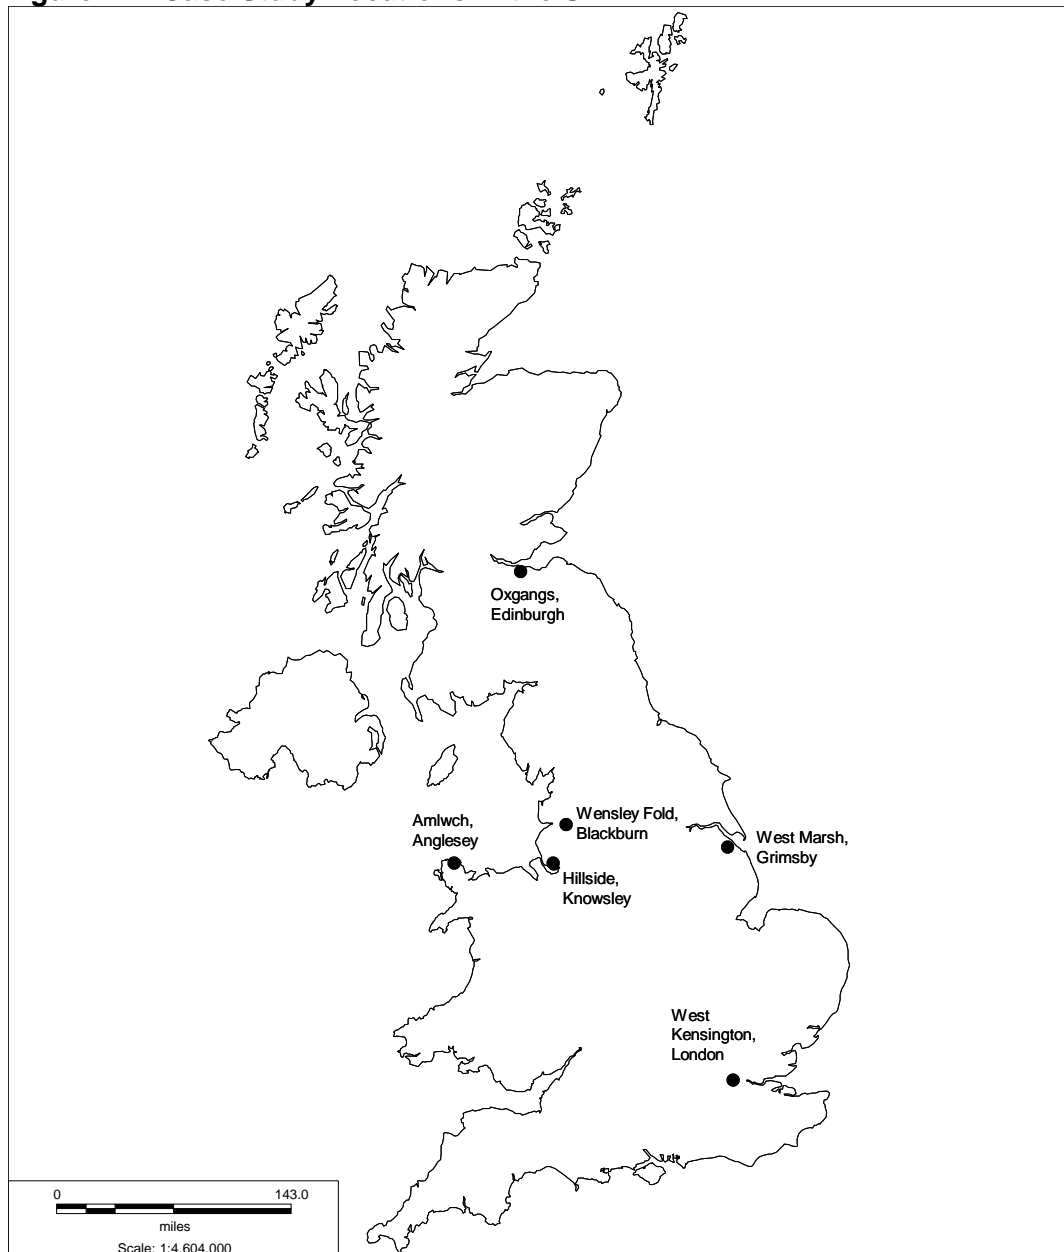 Oxgangs,
Edinburgh
Amlwch,
Anglesey
Wensley Fold,
Blackburn
West Marsh,
Grimsby
Hillside,
Knowsley
West
Kensington,
London
0 143.0
miles
Scale: 1:4,604,000